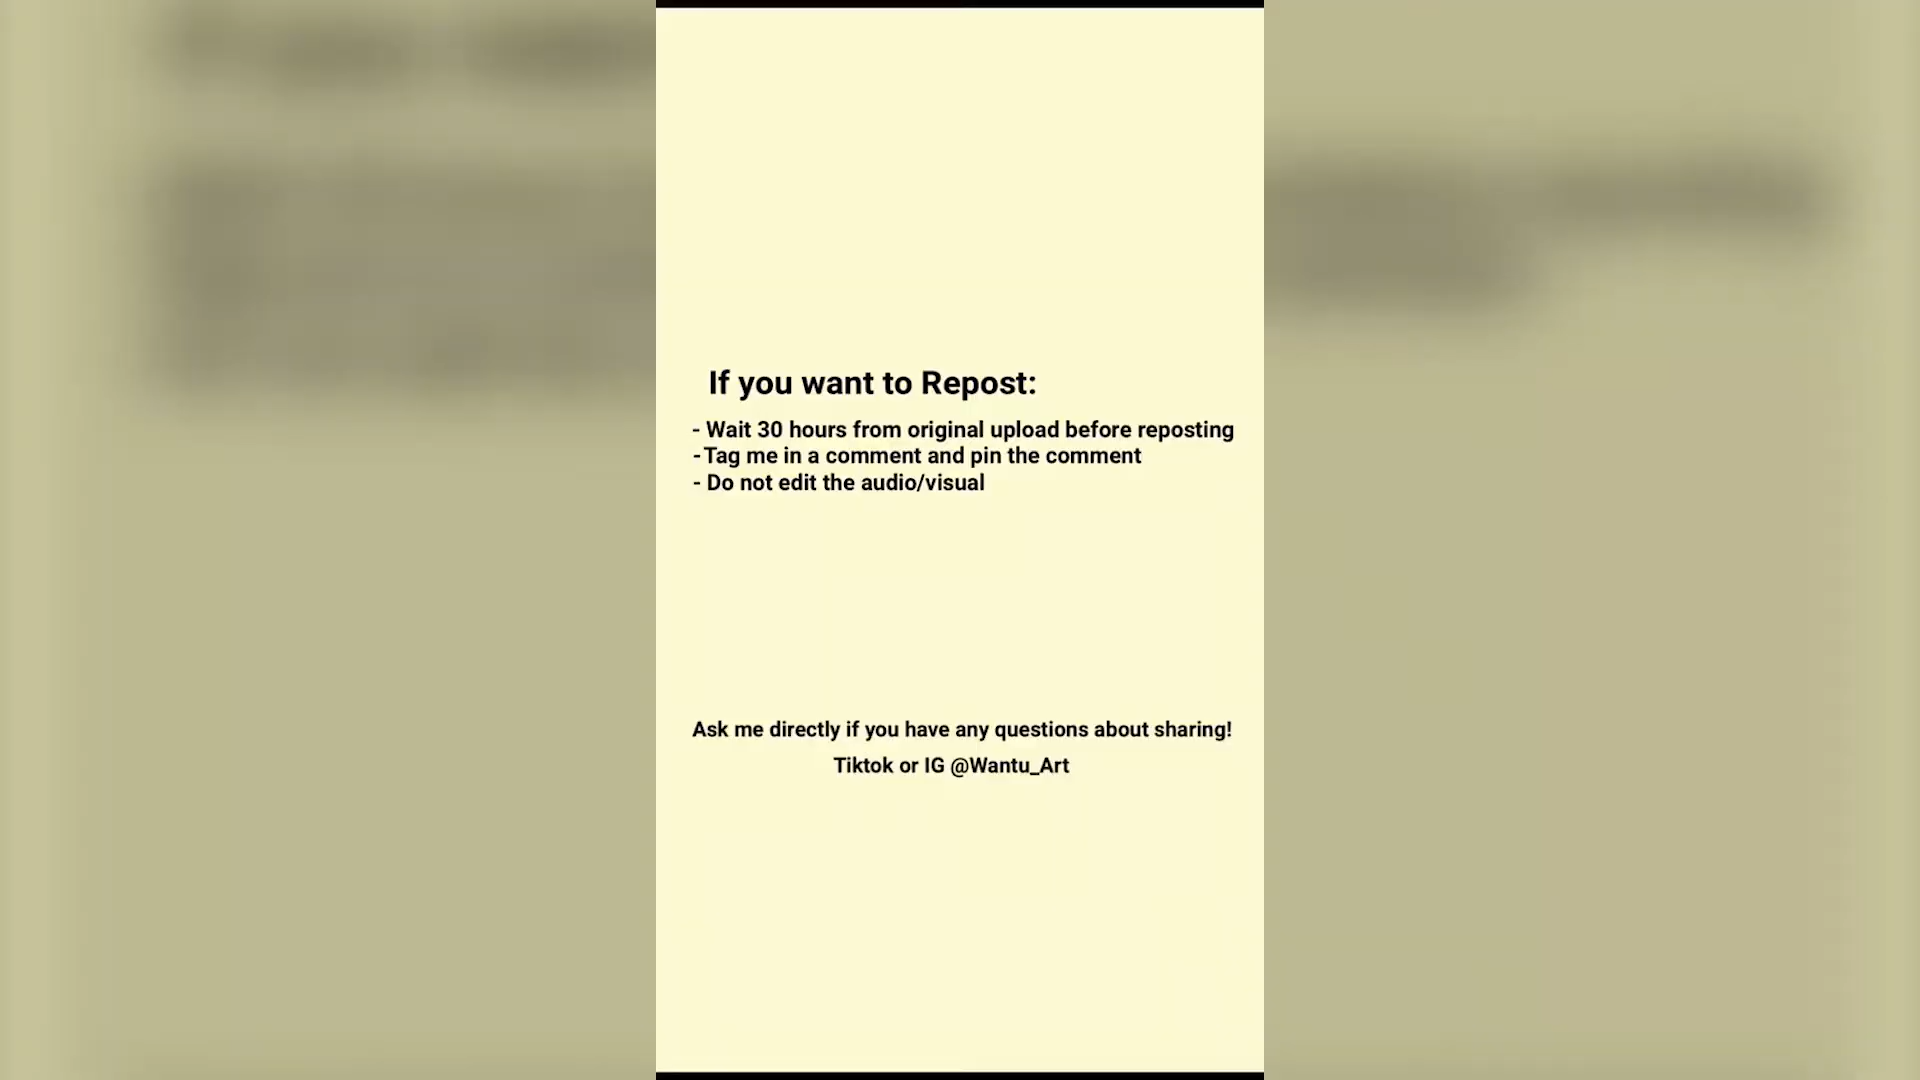 If you want to Repost:
- Wait 30 hours from original upload before reposting
- Tag me in a comment and pin the comment
- Do not edit the audio/visual
Ask me directly if you have any questions about sharing!
Tiktok or IG @Wantu_Art